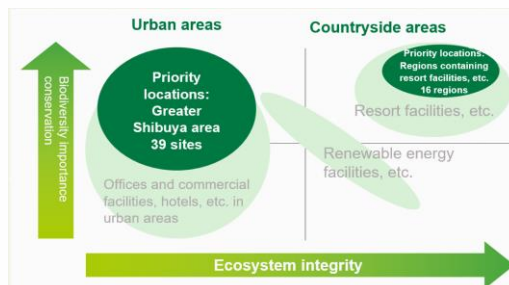 Urban areas
Countryside areas
Biodiversity importance
conservation
Priority
locations:
Greater
Shibuya area
39 sites
Offices and commercial
facilities, hotels, etc. in
urban areas
Priority locations:
Regions containing
resort facilities, etc.
16 regions
Resort facilities, etc.
Renewable energy
facilities, etc.
Ecosystem integrity